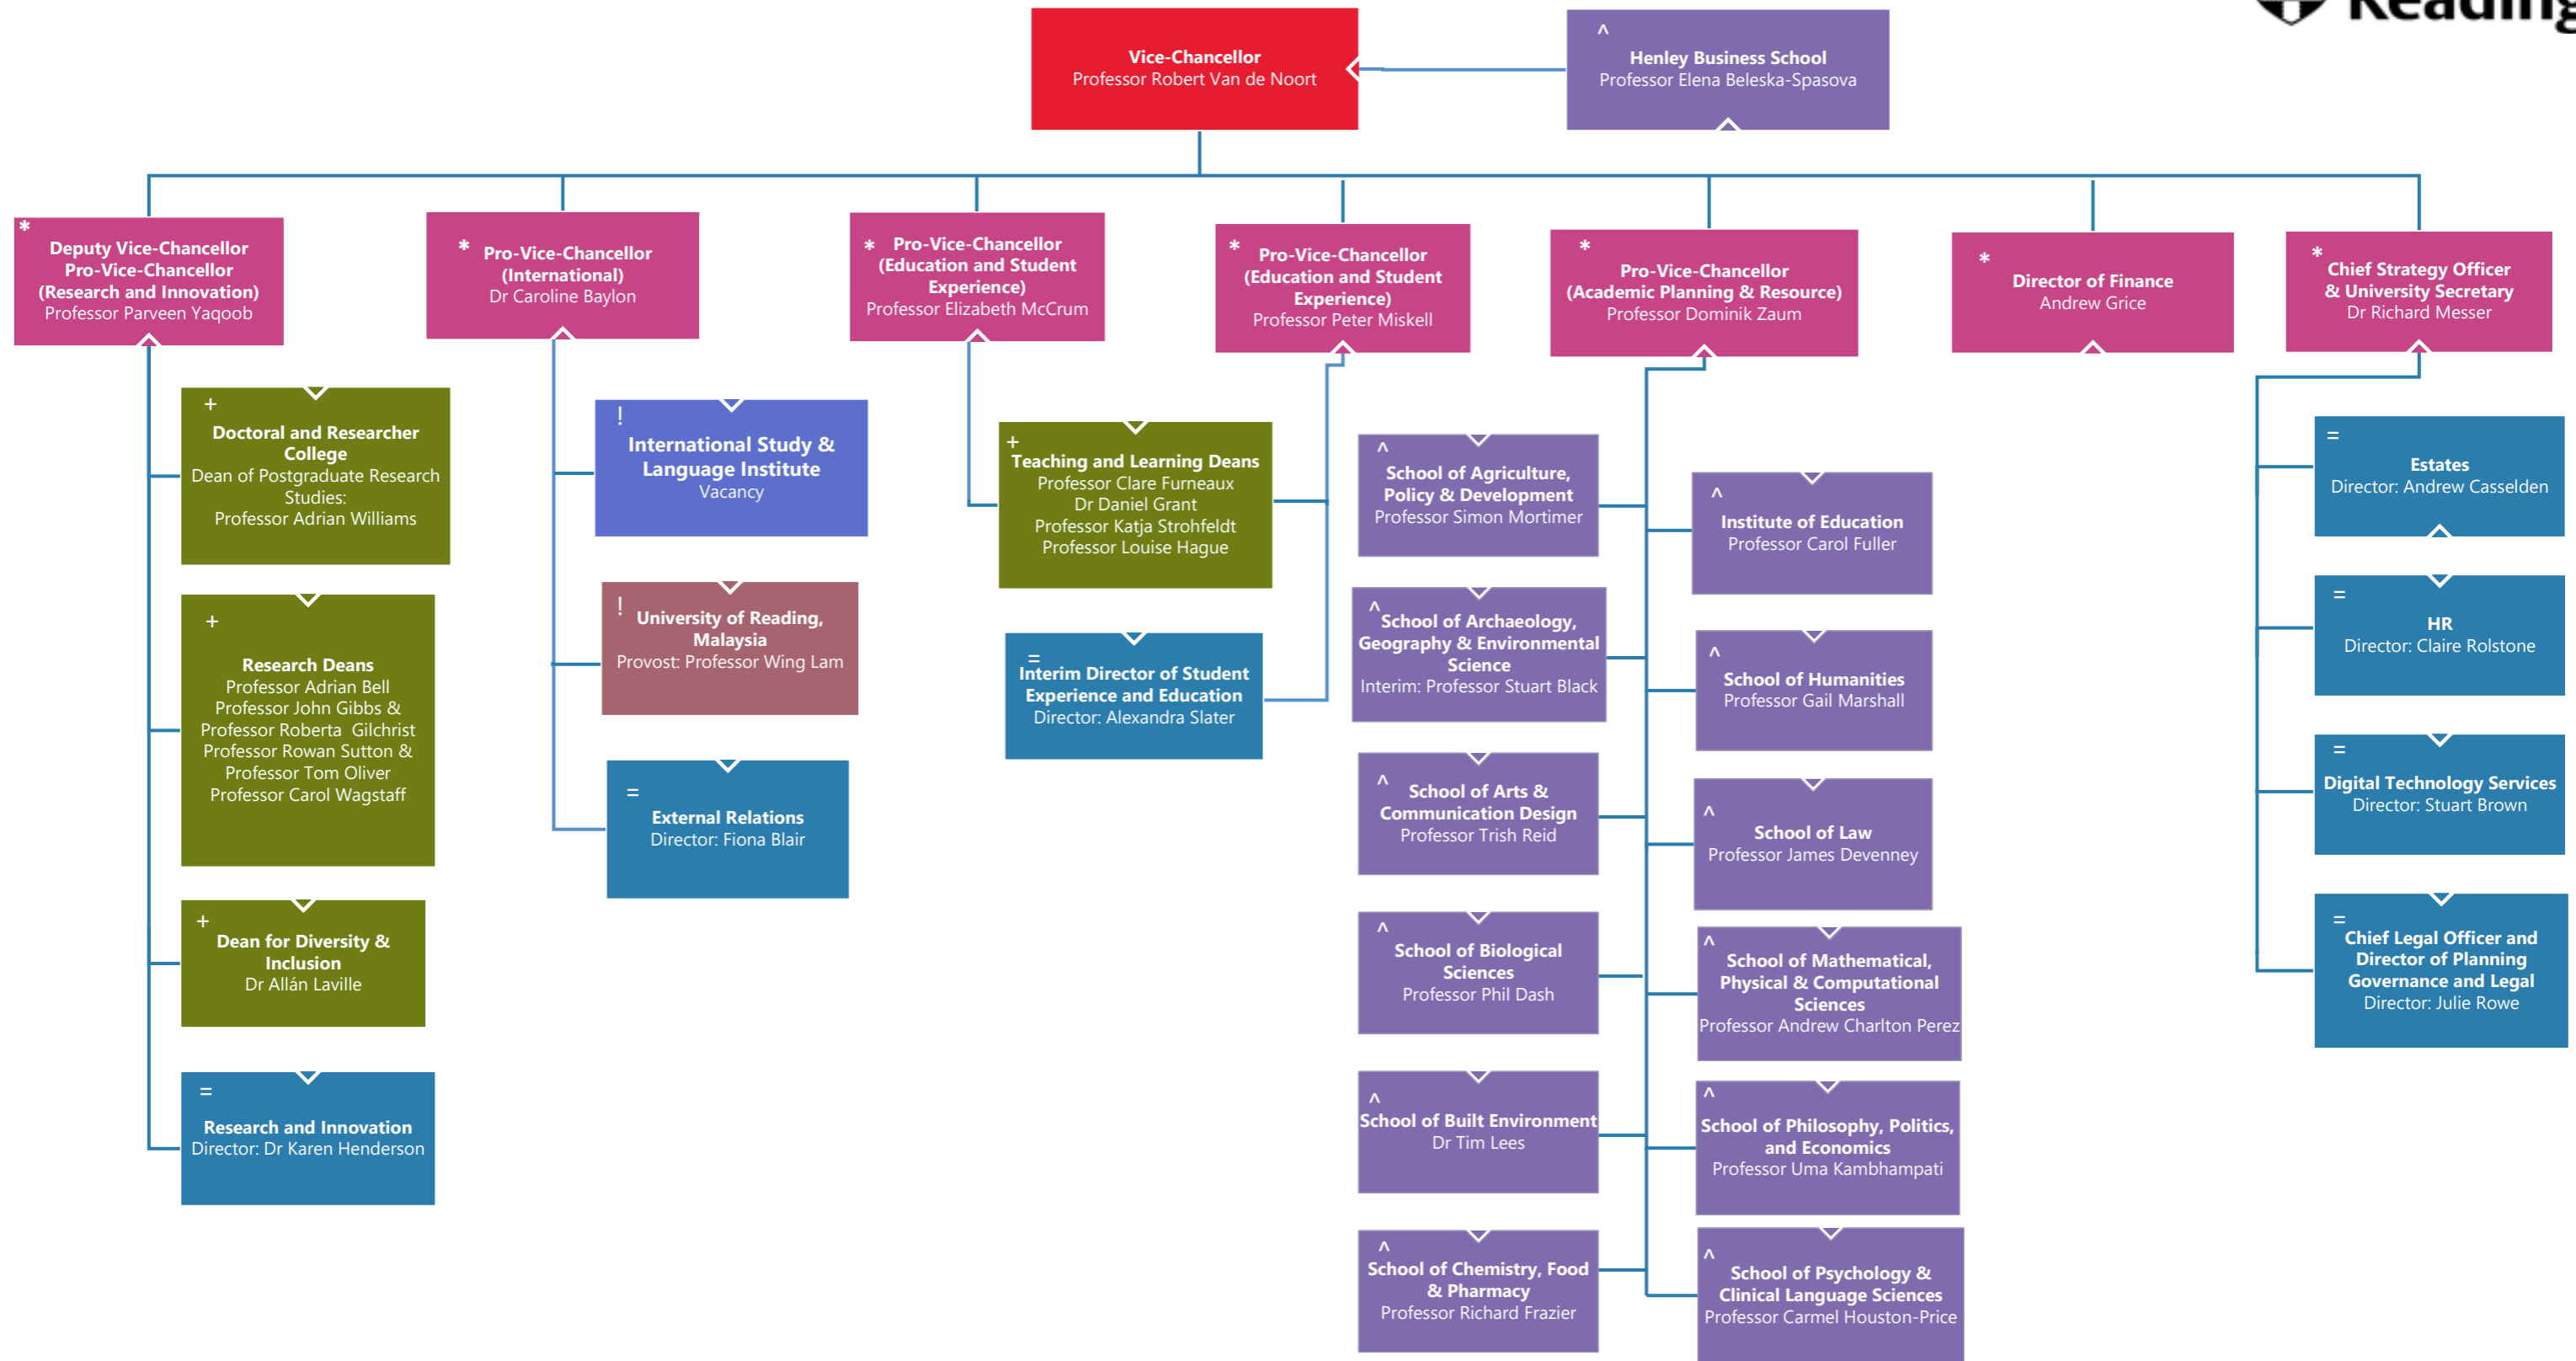 Reading
Vice-Chancellor
Professor Robert Van de Noort
^
Henley Business School
Professor Elena Beleska-Spasova
*
Deputy Vice-Chancellor
Pro-Vice-Chancellor
(Research and Innovation)
Professor Parveen Yaqoob
*
Pro-Vice-Chancellor
(International)
Dr Caroline Baylon
*
Pro-Vice-Chancellor
(Education and Student
Experience)
Professor Elizabeth McCrum
*
Pro-Vice-Chancellor
(Education and Student
Experience)
Professor Peter Miskell
*
Pro-Vice-Chancellor
(Academic Planning & Resource)
Professor Dominik Zaum
*
Director of Finance
Andrew Grice
*
Chief Strategy Officer
& University Secretary
Dr Richard Messer
+
Doctoral and Researcher
College
Dean of Postgraduate Research
Studies:
Professor Adrian Williams
+
Research Deans
Professor Adrian Bell
Professor John Gibbs &
Professor Roberta  Gilchrist
Professor Rowan Sutton &
Professor Tom Oliver
Professor Carol Wagstaff
+
Dean for Diversity &
Inclusion
Dr Allán Laville
=
Research and Innovation
Director: Dr Karen Henderson
!
International Study &
Language Institute
Vacancy
!
University of Reading,
Malaysia
Provost: Professor Wing Lam
=
External Relations
Director: Fiona Blair
+
Teaching and Learning Deans
Professor Clare Furneaux
Dr Daniel Grant
Professor Katja Strohfeldt
Professor Louise Hague
=
Interim Director of Student
Experience and Education
Director: Alexandra Slater
^
School of Agriculture,
Policy & Development
Professor Simon Mortimer
^
School of Archaeology,
Geography & Environmental
Science
Interim: Professor Stuart Black
^
School of Arts &
Communication Design
Professor Trish Reid
^
School of Biological
Sciences
Professor Phil Dash
^
School of Built Environment
Dr Tim Lees
^
School of Chemistry, Food
& Pharmacy
Professor Richard Frazier
^
Institute of Education
Professor Carol Fuller
^
School of Humanities
Professor Gail Marshall
^
School of Law
Professor James Devenney
^
School of Mathematical,
Physical & Computational
Sciences
Professor Andrew Charlton Perez
^
School of Philosophy, Politics,
and Economics
Professor Uma Kambhampati
^
School of Psychology &
Clinical Language Sciences
Professor Carmel Houston-Price
=
Estates
Director: Andrew Casselden
=
HR
Director: Claire Rolstone
=
Digital Technology Services
Director: Stuart Brown
=
Chief Legal Officer and
Director of Planning
Governance and Legal
Director: Julie Rowe